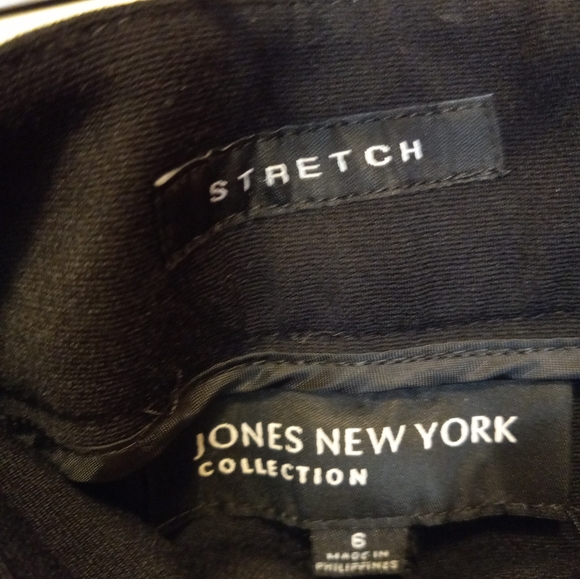 STRETCH
JONES NEW YORK
COLLECTION
6
MADE IN
PHILIPPINES